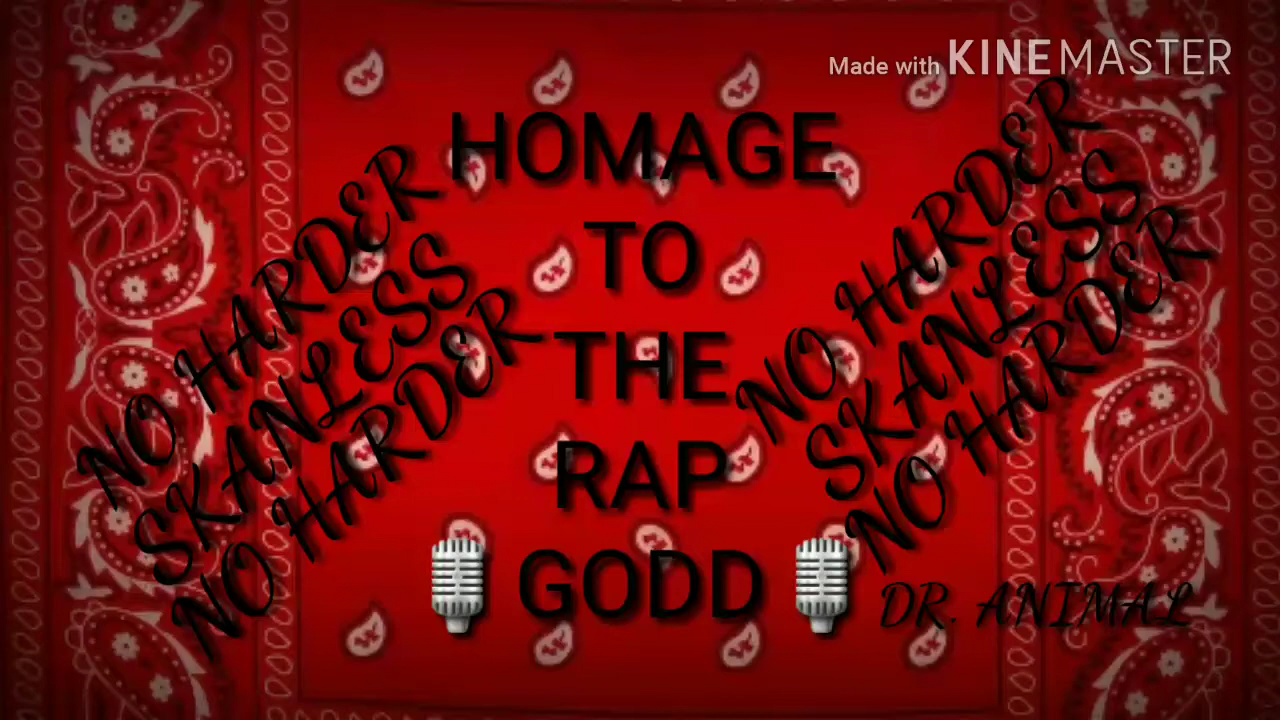 Made with KINEMASTER
HOMAGE
TO
THE
RAP
GODD
NO HARDER
SKANLESS
NO HARDER
NO HARDER
SKANLESS
NO HARDER
DR. ANIMAL